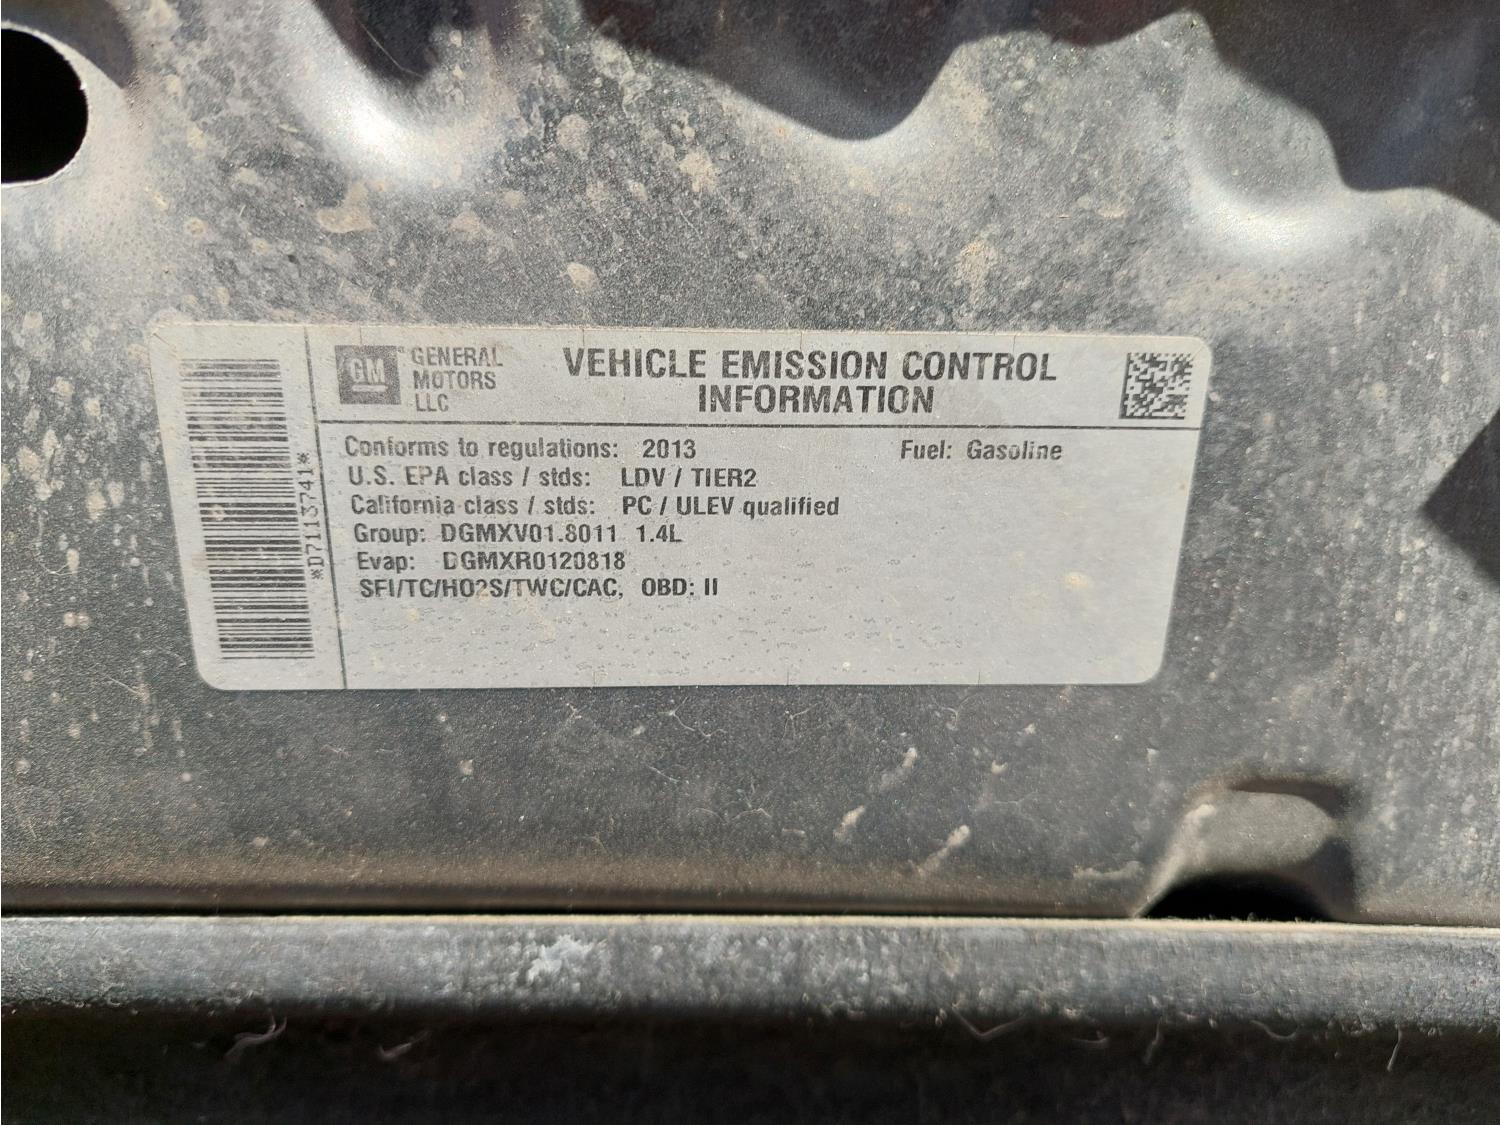 GM
GENERAL
MOTORS
LLC
VEHICLE EMISSION CONTROL
INFORMATION
Conforms to regulations: 2013 Fuel: Gasoline
U.S. EPA class / stds: LDV / TIER2
California class / stds: PC / ULEV qualified
Group: DGMXV01.8011 1.4L
Evap: DGMXR0120818
SFI/TC/HO2S/TWC/CAC, OBD: II
*D7113741*